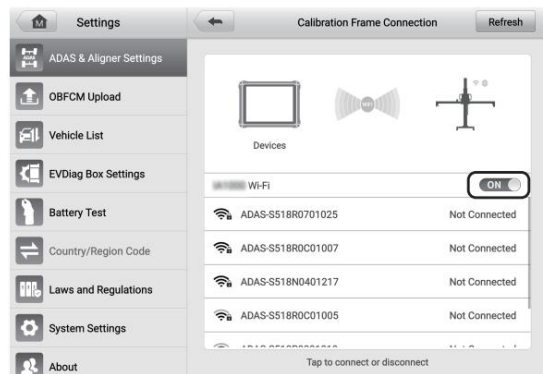 Settings
Calibration Frame Connection
Refresh
ADAS & Aligner Settings
OBFCM Upload
Vehicle List
EVDiag Box Settings
Battery Test
Country/Region Code
Laws and Regulations
System Settings
About
WiFi
Devices
Wi-Fi
ON
ADAS-S518R0701025 Not Connected
ADAS-S518R0C01007 Not Connected
ADAS-S518N0401217 Not Connected
ADAS-S518R0C01005 Not Connected
Tap to connect or disconnect